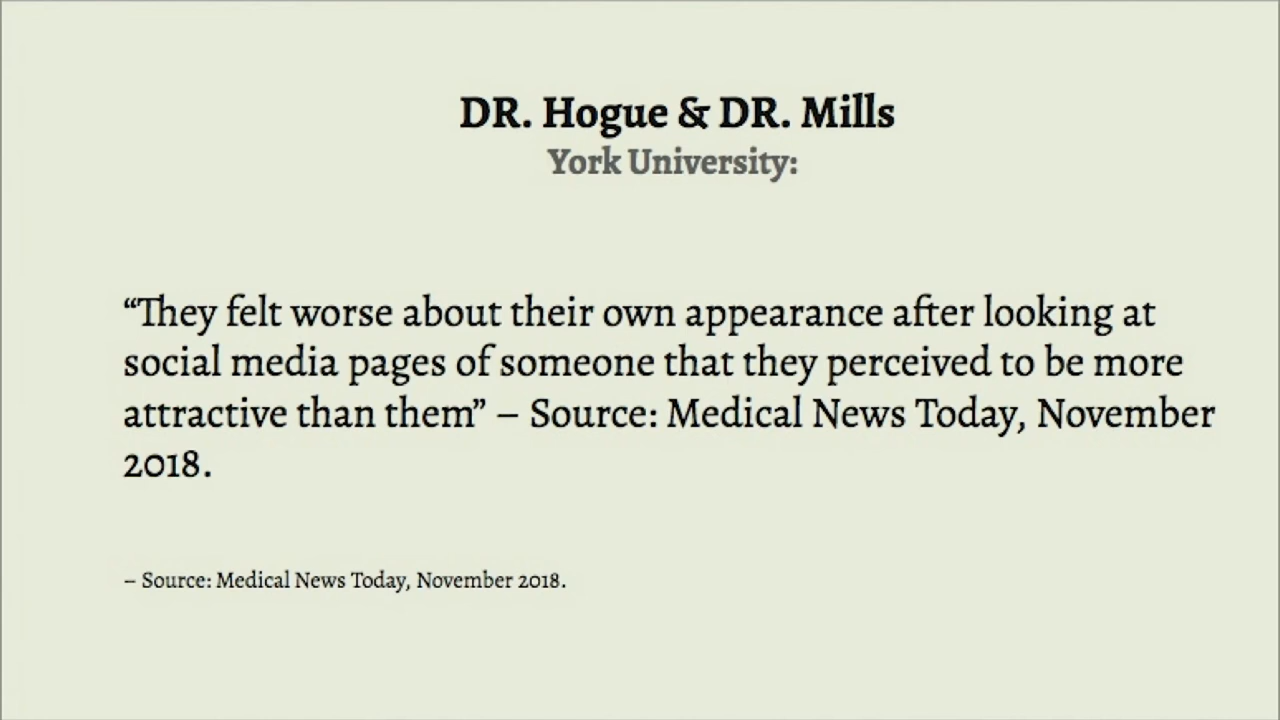 DR. Hogue & DR. Mills
York University:
“They felt worse about their own appearance after looking at
social media pages of someone that they perceived to be more
attractive than them” – Source: Medical News Today, November
2018.
– Source: Medical News Today, November 2018.